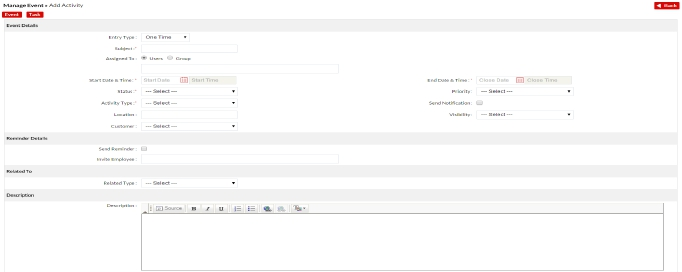 Manage Event » Add Activity
Back
Event Task
Event Details
Entry Type : One Time
Subject :*
Assigned To : Users Group
Start Date & Time : * Start Date Start Time End Date & Time : * Close Date Close Time
Status :* --- Select --- Priority : --- Select ---
Activity Type :* --- Select --- Send Notification :
Location : Visibility : --- Select ---
Customer : --- Select ---
Reminder Details
Send Reminder :
Invite Employee :
Related To
Related Type : --- Select ---
Description
Description :
Source B I U